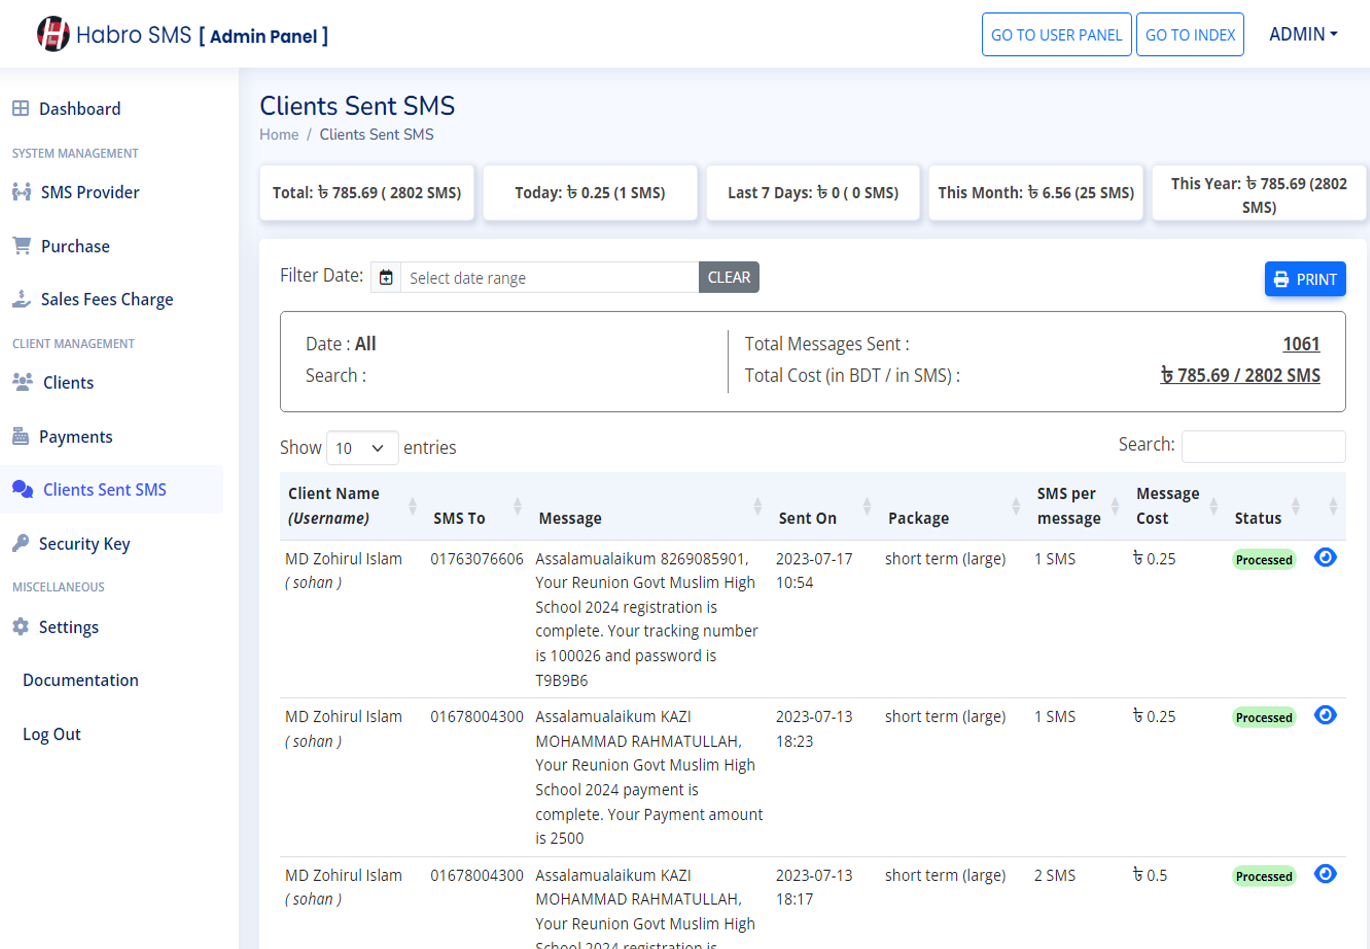 Habro SMS [ Admin Panel ]
GO TO USER PANEL
GO TO INDEX
ADMIN
Dashboard
SYSTEM MANAGEMENT
SMS Provider
Purchase
Sales Fees Charge
CLIENT MANAGEMENT
Clients
Payments
Clients Sent SMS
Security Key
MISCELLANEOUS
Settings
Documentation
Log Out
Clients Sent SMS
Home / Clients Sent SMS
Total: ৳ 785.69 ( 2802 SMS)
Today: ৳ 0.25 (1 SMS)
Last 7 Days: ৳ 0 ( 0 SMS)
This Month: ৳ 6.56 (25 SMS)
This Year: ৳ 785.69 (2802
SMS)
Filter Date:
Select date range
CLEAR
PRINT
Date : All
Search :
Total Messages Sent :
1061
Total Cost (in BDT / in SMS) :
৳ 785.69 / 2802 SMS
Show 10 entries
Search:
Client Name
(Username)
SMS To
Message
Sent On
Package
SMS per
message
Message
Cost
Status
MD Zohirul Islam
( sohan )
01763076606
Assalamualaikum 8269085901,
Your Reunion Govt Muslim High
School 2024 registration is
complete. Your tracking number
is 100026 and password is
T9B9B6
2023-07-17
10:54
short term (large)
1 SMS
৳ 0.25
Processed
MD Zohirul Islam
( sohan )
01678004300
Assalamualaikum KAZI
MOHAMMAD RAHMATULLAH,
Your Reunion Govt Muslim High
School 2024 payment is
complete. Your Payment amount
is 2500
2023-07-13
18:23
short term (large)
1 SMS
৳ 0.25
Processed
MD Zohirul Islam
( sohan )
01678004300
Assalamualaikum KAZI
MOHAMMAD RAHMATULLAH,
Your Reunion Govt Muslim High
School 2024 registration is
2023-07-13
18:17
short term (large)
2 SMS
৳ 0.5
Processed